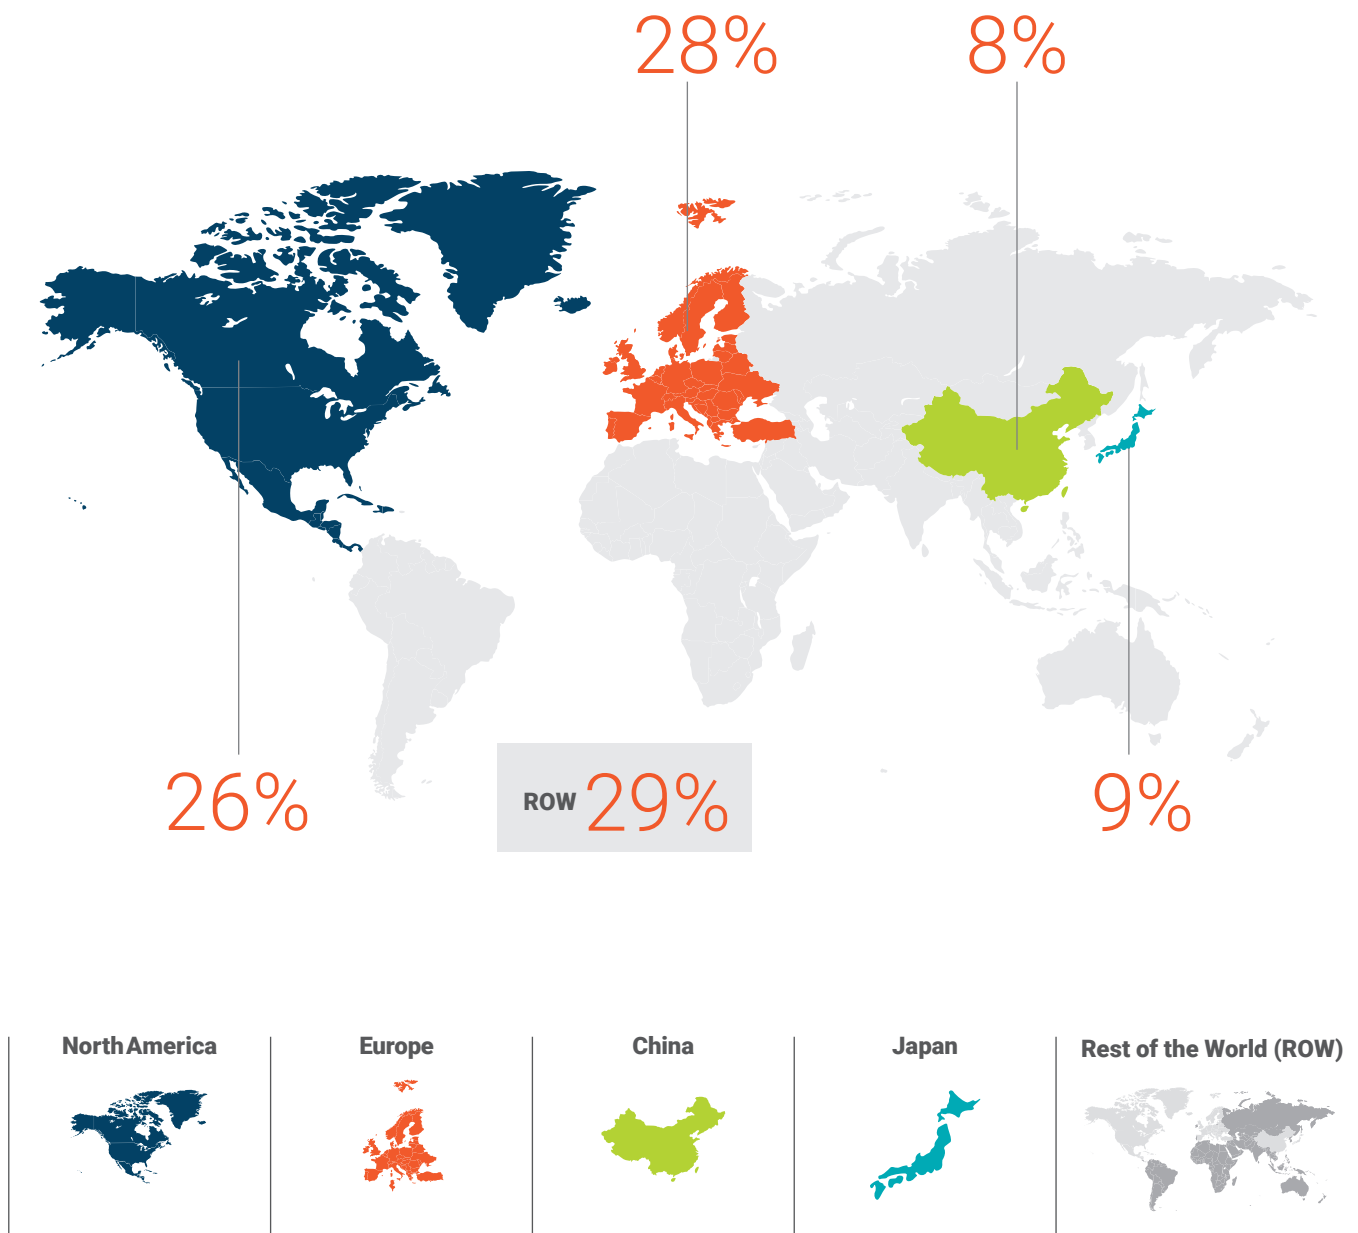 28%
8%
26%
ROW 29%
9%
North America
Europe
China
Japan
Rest of the World (ROW)